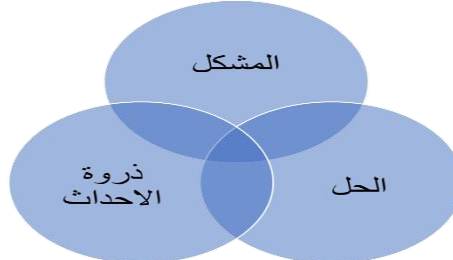 المشكل
ذروة
الاحداث
الحل